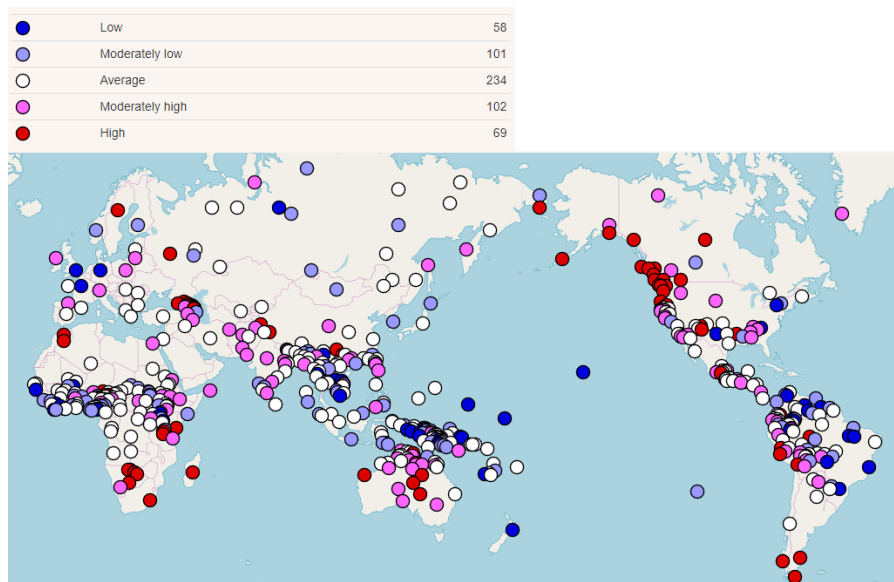 Low 58
Moderately low 101
Average 234
Moderately high 102
High 69